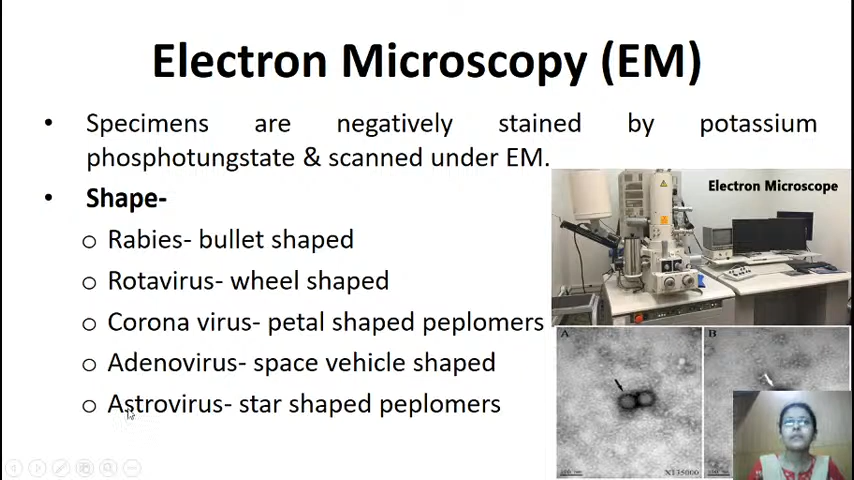 Electron Microscopy (EM)
• Specimens are negatively stained by potassium
phosphotungstate & scanned under EM.
• Shape-
o Rabies- bullet shaped
o Rotavirus- wheel shaped
o Corona virus- petal shaped peplomers
o Adenovirus- space vehicle shaped
o Astrovirus- star shaped peplomers
Electron Microscope
A
B
X135000